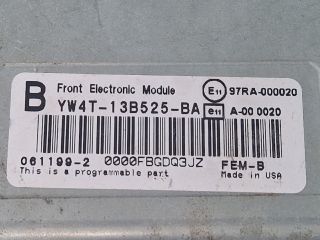 B
Front Electronic Module
YW4T-13B525-BA
E11 97RA-000020
e11 A-00 0020
061199-2 0000FBGDQ3JZ FEM-B
This is a programmable part Made in USA